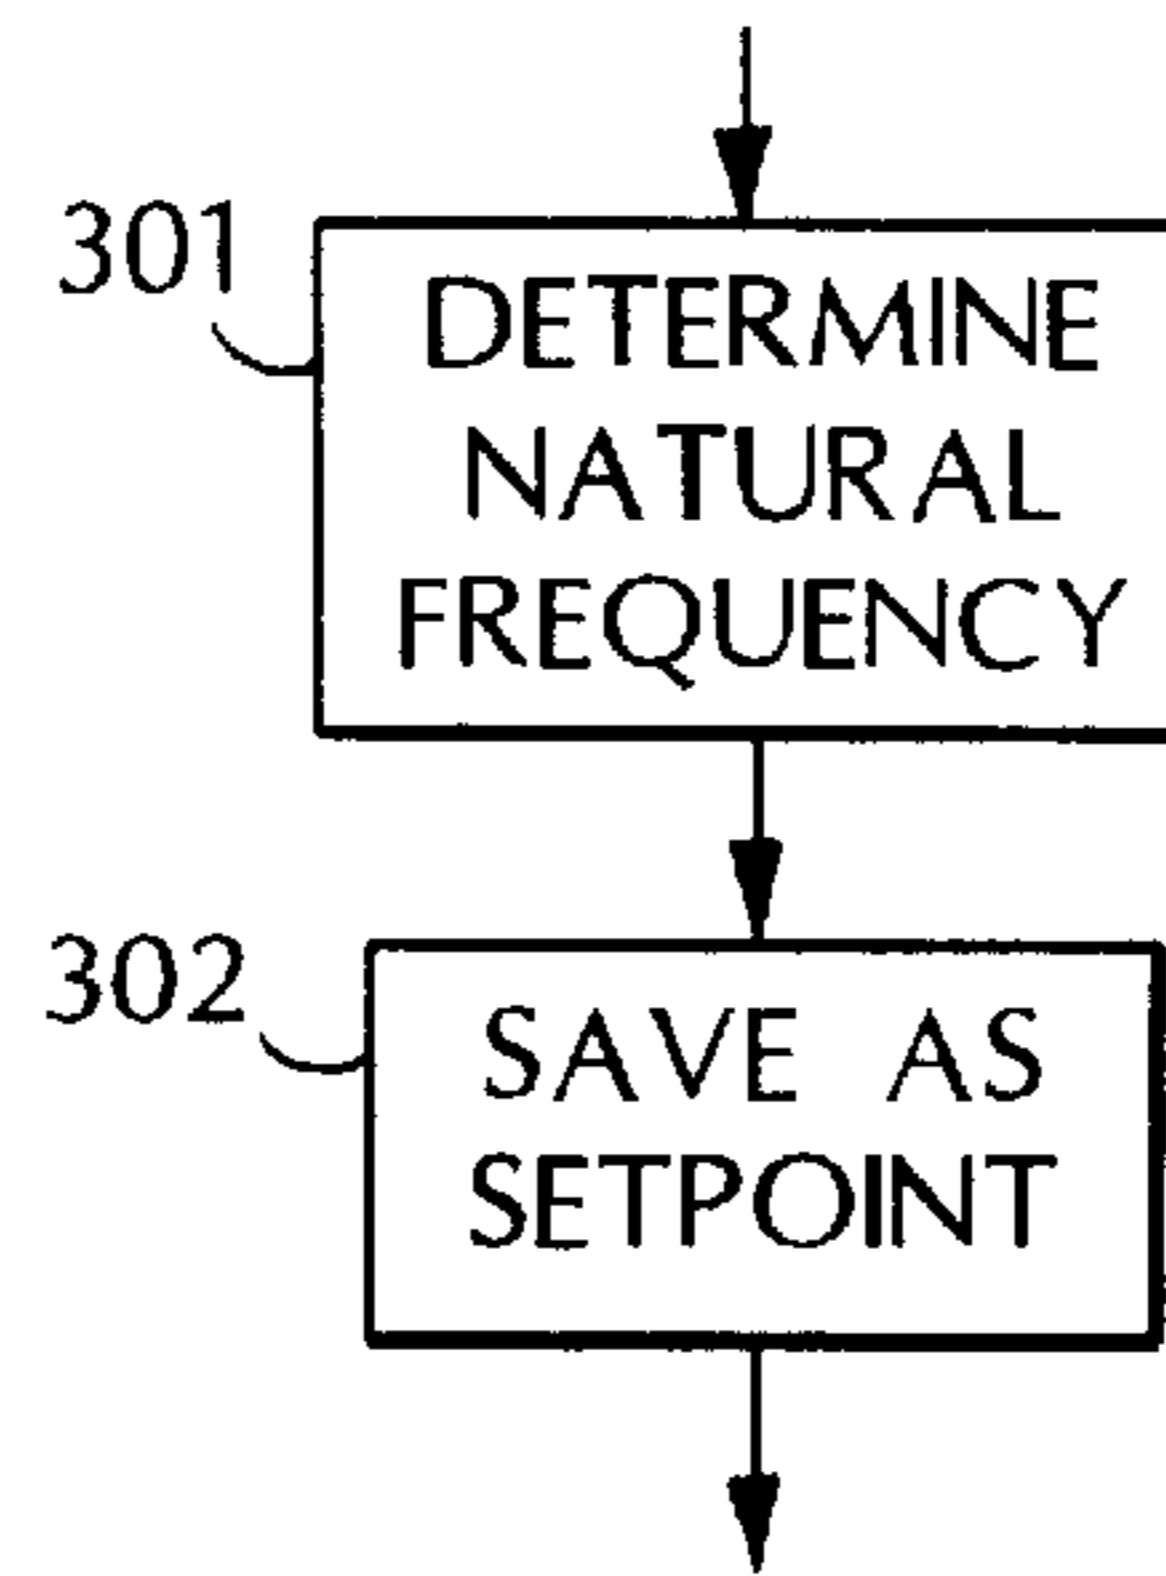 301
DETERMINE
NATURAL
FREQUENCY
302
SAVE AS
SETPOINT